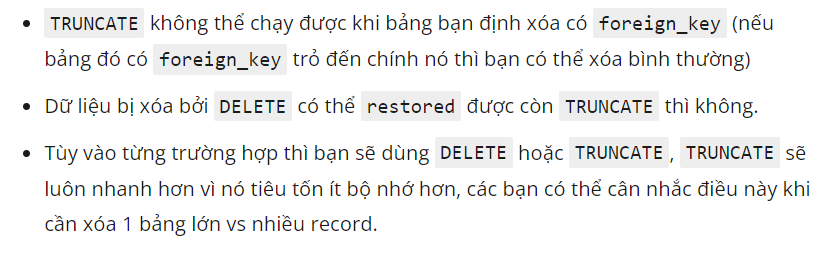 • TRUNCATE không thể chạy được khi bảng bạn định xóa có foreign_key (nếu
bảng đó có foreign_key trỏ đến chính nó thì bạn có thể xóa bình thường)
• Dữ liệu bị xóa bởi DELETE có thể restored được còn TRUNCATE thì không.
• Tùy vào từng trường hợp thì bạn sẽ dùng DELETE hoặc TRUNCATE, TRUNCATE sẽ
luôn nhanh hơn vì nó tiêu tốn ít bộ nhớ hơn, các bạn có thể cân nhắc điều này khi
cần xóa 1 bảng lớn vs nhiều record.